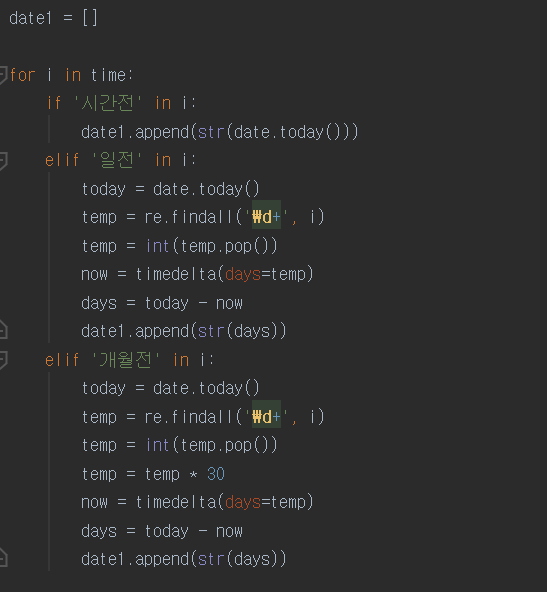 date1 = []
for i in time:
if '시간전' in i:
date1.append(str(date.today()))
elif '일전' in i:
today = date.today()
temp = re.findall('₩d+', i)
temp = int(temp.pop())
now = timedelta(days=temp)
days = today - now
date1.append(str(days))
elif '개월전' in i:
today = date.today()
temp = re.findall('₩d+', i)
temp = int(temp.pop())
temp = temp * 30
now = timedelta(days=temp)
days = today - now
date1.append(str(days))